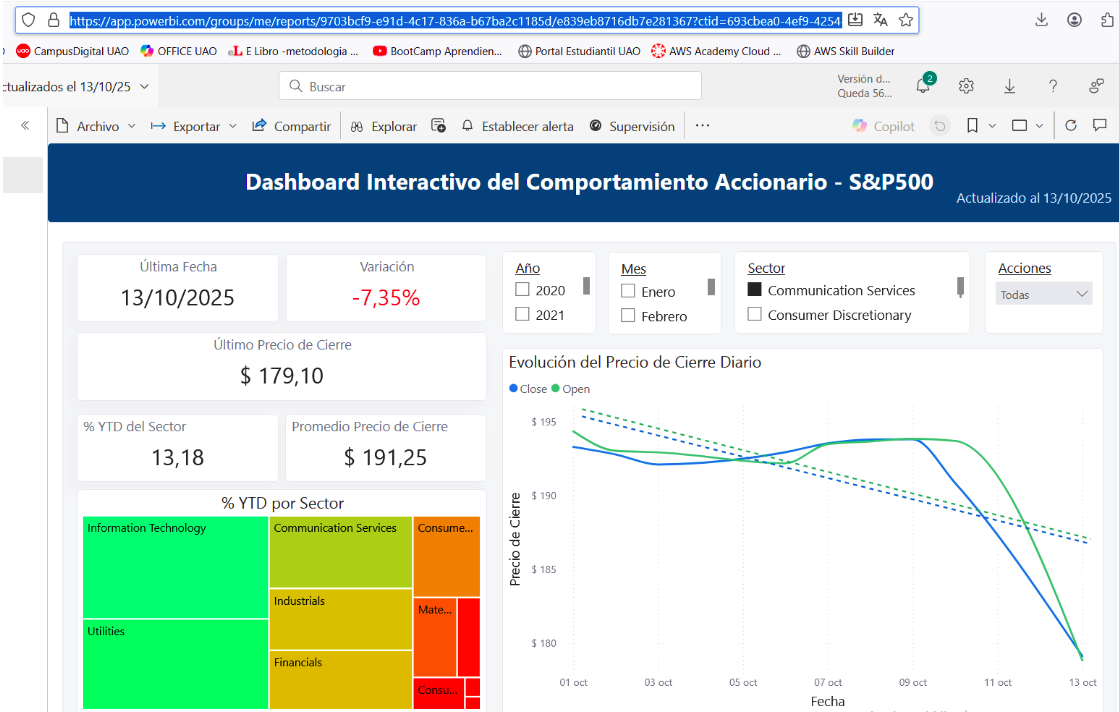 https://app.powerbi.com/groups/me/reports/9703bcf9-e91d-4c17-836a-b67ba2c1185d/e839eb8716db7e281367?ctid=693cbea0-4ef9-4254
CampusDigital UAO OFFICE UAO E Libro -metodologia ... BootCamp Aprendien... Portal Estudiantil UAO AWS Academy Cloud ... AWS Skill Builder
ctualizados el 13/10/25 Buscar Versión d... 2
Queda 56...
Archivo Exportar Compartir Explorar Establecer alerta Supervisión ... Copilot
Dashboard Interactivo del Comportamiento Accionario - S&P500
Actualizado al 13/10/2025
Última Fecha
13/10/2025
Variación
-7,35%
Año
2020
2021
Mes
Enero
Febrero
Sector
Communication Services
Consumer Discretionary
Acciones
Todas
Último Precio de Cierre
$ 179,10
% YTD del Sector
13,18
Promedio Precio de Cierre
$ 191,25
% YTD por Sector
Information Technology
Communication Services
Consume...
Industrials
Mate...
Utilities
Financials
Consu...
Evolución del Precio de Cierre Diario
Close Open
Precio de Cierre
$ 195
$ 190
$ 185
$ 180
01 oct 03 oct 05 oct 07 oct 09 oct 11 oct 13 oct
Fecha